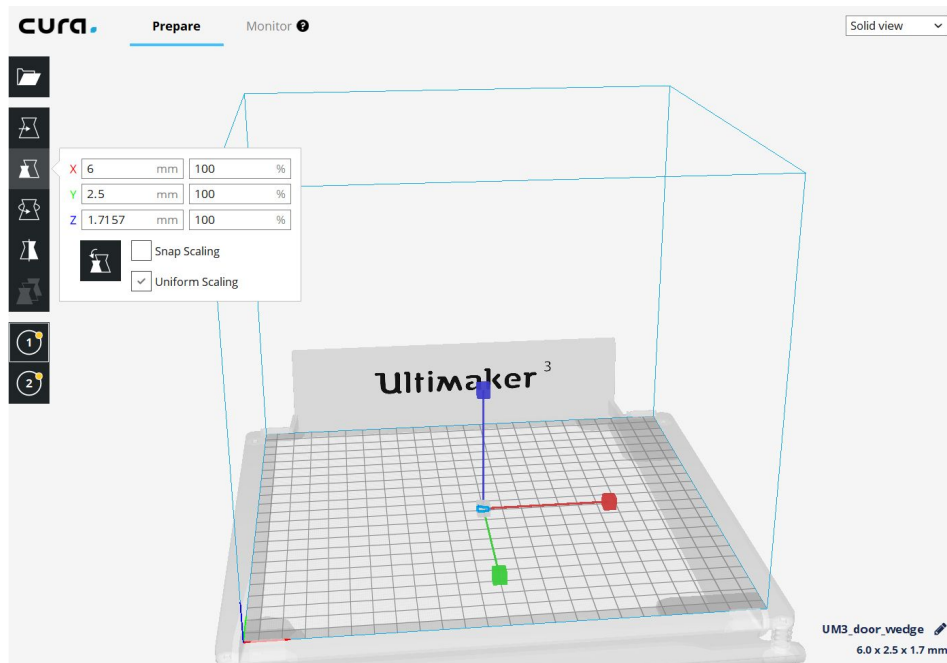 cura.
Prepare
Monitor ?
Solid view
X 6 mm 100 %
Y 2.5 mm 100 %
Z 1.7157 mm 100 %
Snap Scaling
Uniform Scaling
1
2
Ultimaker 3
UM3_door_wedge
6.0 x 2.5 x 1.7 mm